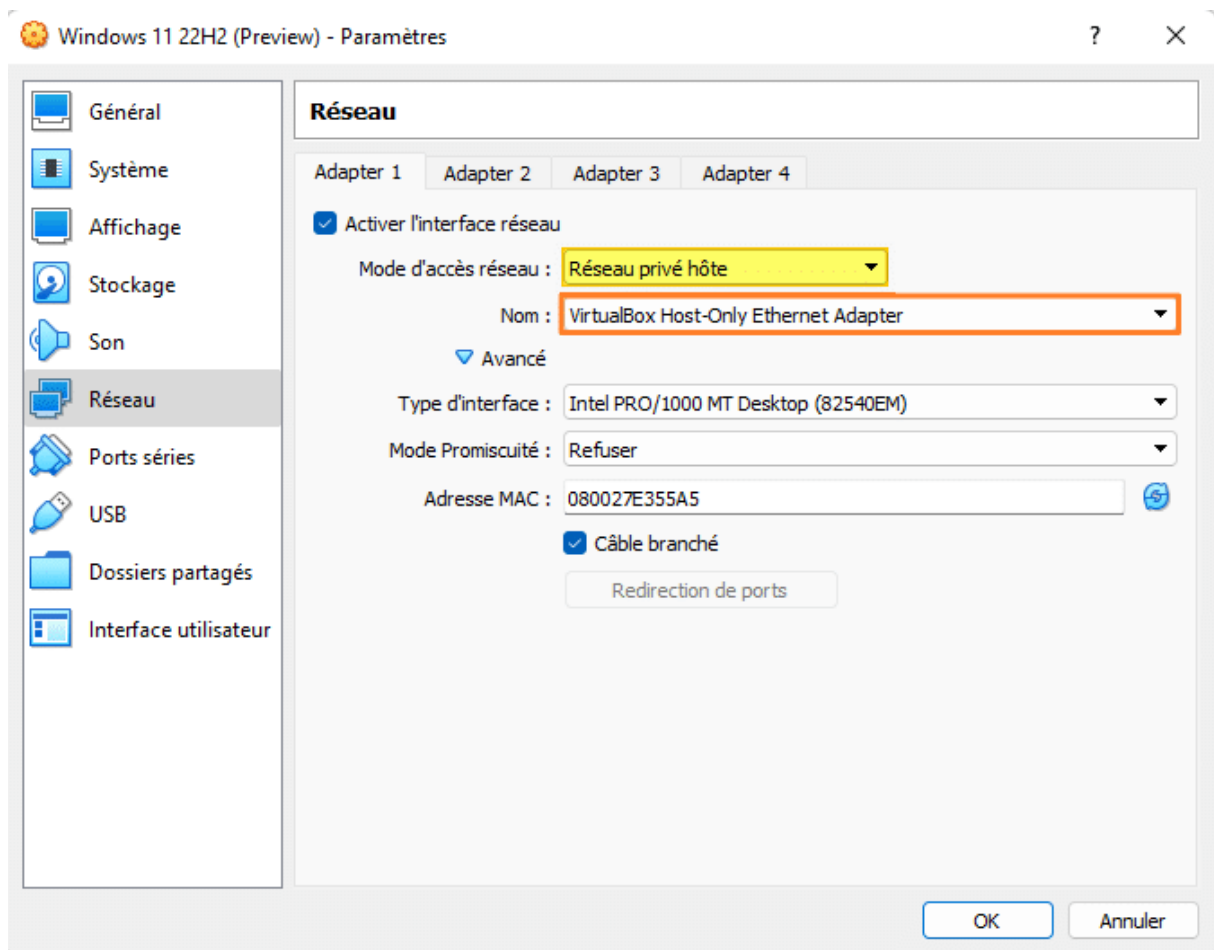 Windows 11 22H2 (Preview) - Paramètres
?
Général
Système
Affichage
Stockage
Son
Réseau
Ports séries
USB
Dossiers partagés
Interface utilisateur
Réseau
Adapter 1
Adapter 2
Adapter 3
Adapter 4
Activer l'interface réseau
Mode d'accès réseau : Réseau privé hôte
Nom : VirtualBox Host-Only Ethernet Adapter
Avancé
Type d'interface : Intel PRO/1000 MT Desktop (82540EM)
Mode Promiscuité : Refuser
Adresse MAC : 080027E355A5
Câble branché
Redirection de ports
OK
Annuler